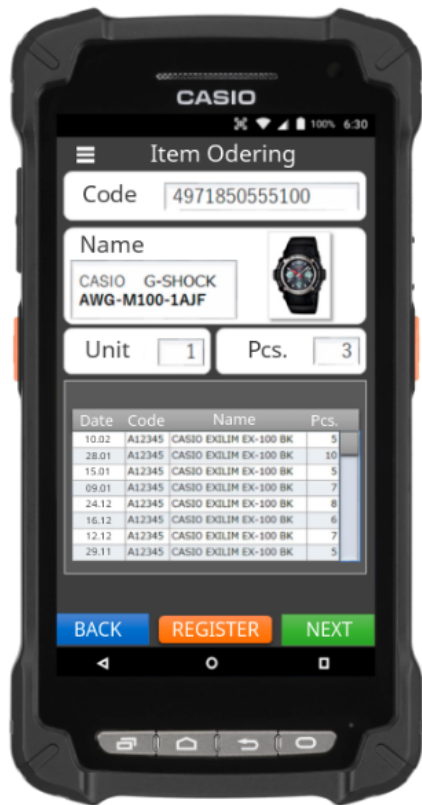 CASIO
100% 6:30
Item Odering
Code 4971850555100
Name
CASIO G-SHOCK
AWG-M100-1AJF
Unit 1 Pcs. 3
Date Code Name Pcs.
10.02 A12345 CASIO EXILIM EX-100 BK 5
28.01 A12345 CASIO EXILIM EX-100 BK 10
15.01 A12345 CASIO EXILIM EX-100 BK 5
09.01 A12345 CASIO EXILIM EX-100 BK 7
24.12 A12345 CASIO EXILIM EX-100 BK 8
16.12 A12345 CASIO EXILIM EX-100 BK 6
12.12 A12345 CASIO EXILIM EX-100 BK 7
29.11 A12345 CASIO EXILIM EX-100 BK 5
BACK REGISTER NEXT